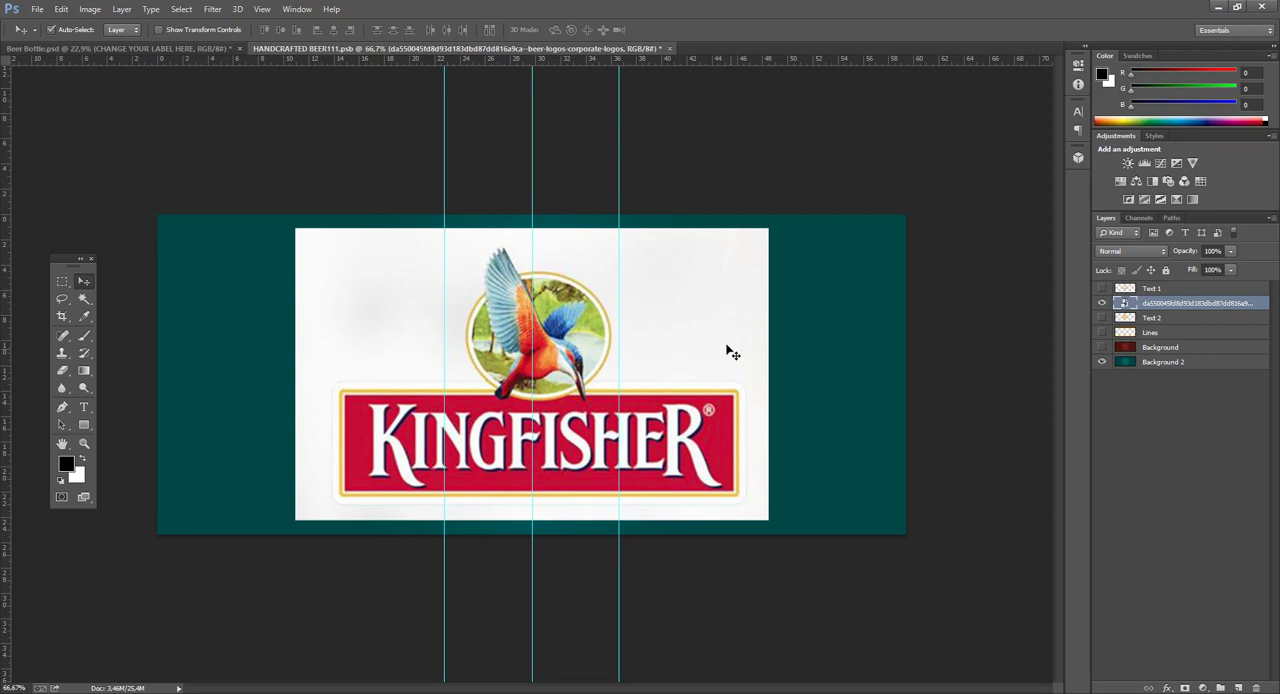 Ps File Edit Image Layer Type Select Filter 3D View Window Help
Auto-Select: Layer Show Transform Controls 3D Mode: Essentials
Beer Bottle.psd @ 22,9% (CHANGE YOUR LABEL HERE, RGB/8#) * × HANDCRAFTED BEER111.psb @ 66,7% (da550045fd8d93d183dbd87dd816a9ca--beer-logos-corporate-logos, RGB/8#) * ×
Color Swatches
R 0
G 0
B 0
Adjustments Styles
Add an adjustment
Layers Channels Paths
Kind
Normal Opacity: 100%
Lock: Fill: 100%
Text 1
da550045fd8d93d183dbd87dd816a9...
Text 2
Lines
Background
Background 2
KINGFISHER®
66,67% Doc: 3,46M/25,4M